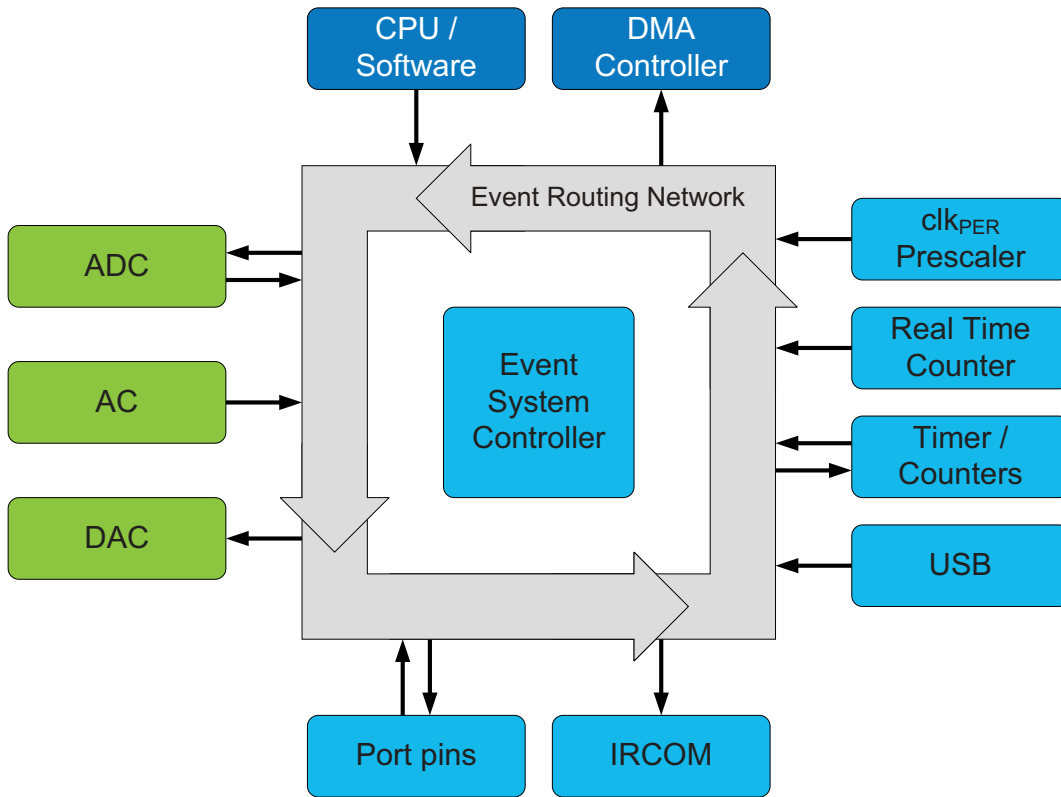 CPU /
Software
DMA
Controller
Event Routing Network
clkPER
Prescaler
ADC
Real Time
Counter
Event
System
Controller
AC
Timer /
Counters
DAC
USB
Port pins
IRCOM